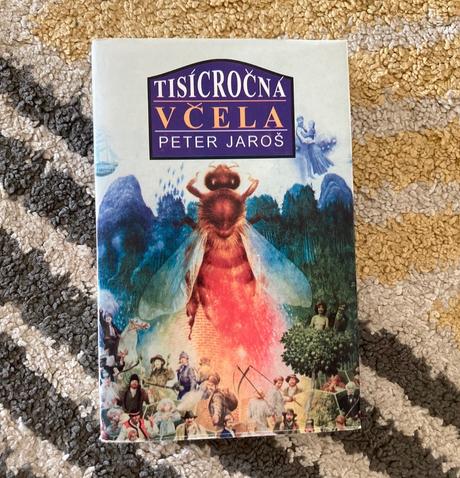 TISÍCROČNÁ
VČELA
PETER JAROŠ